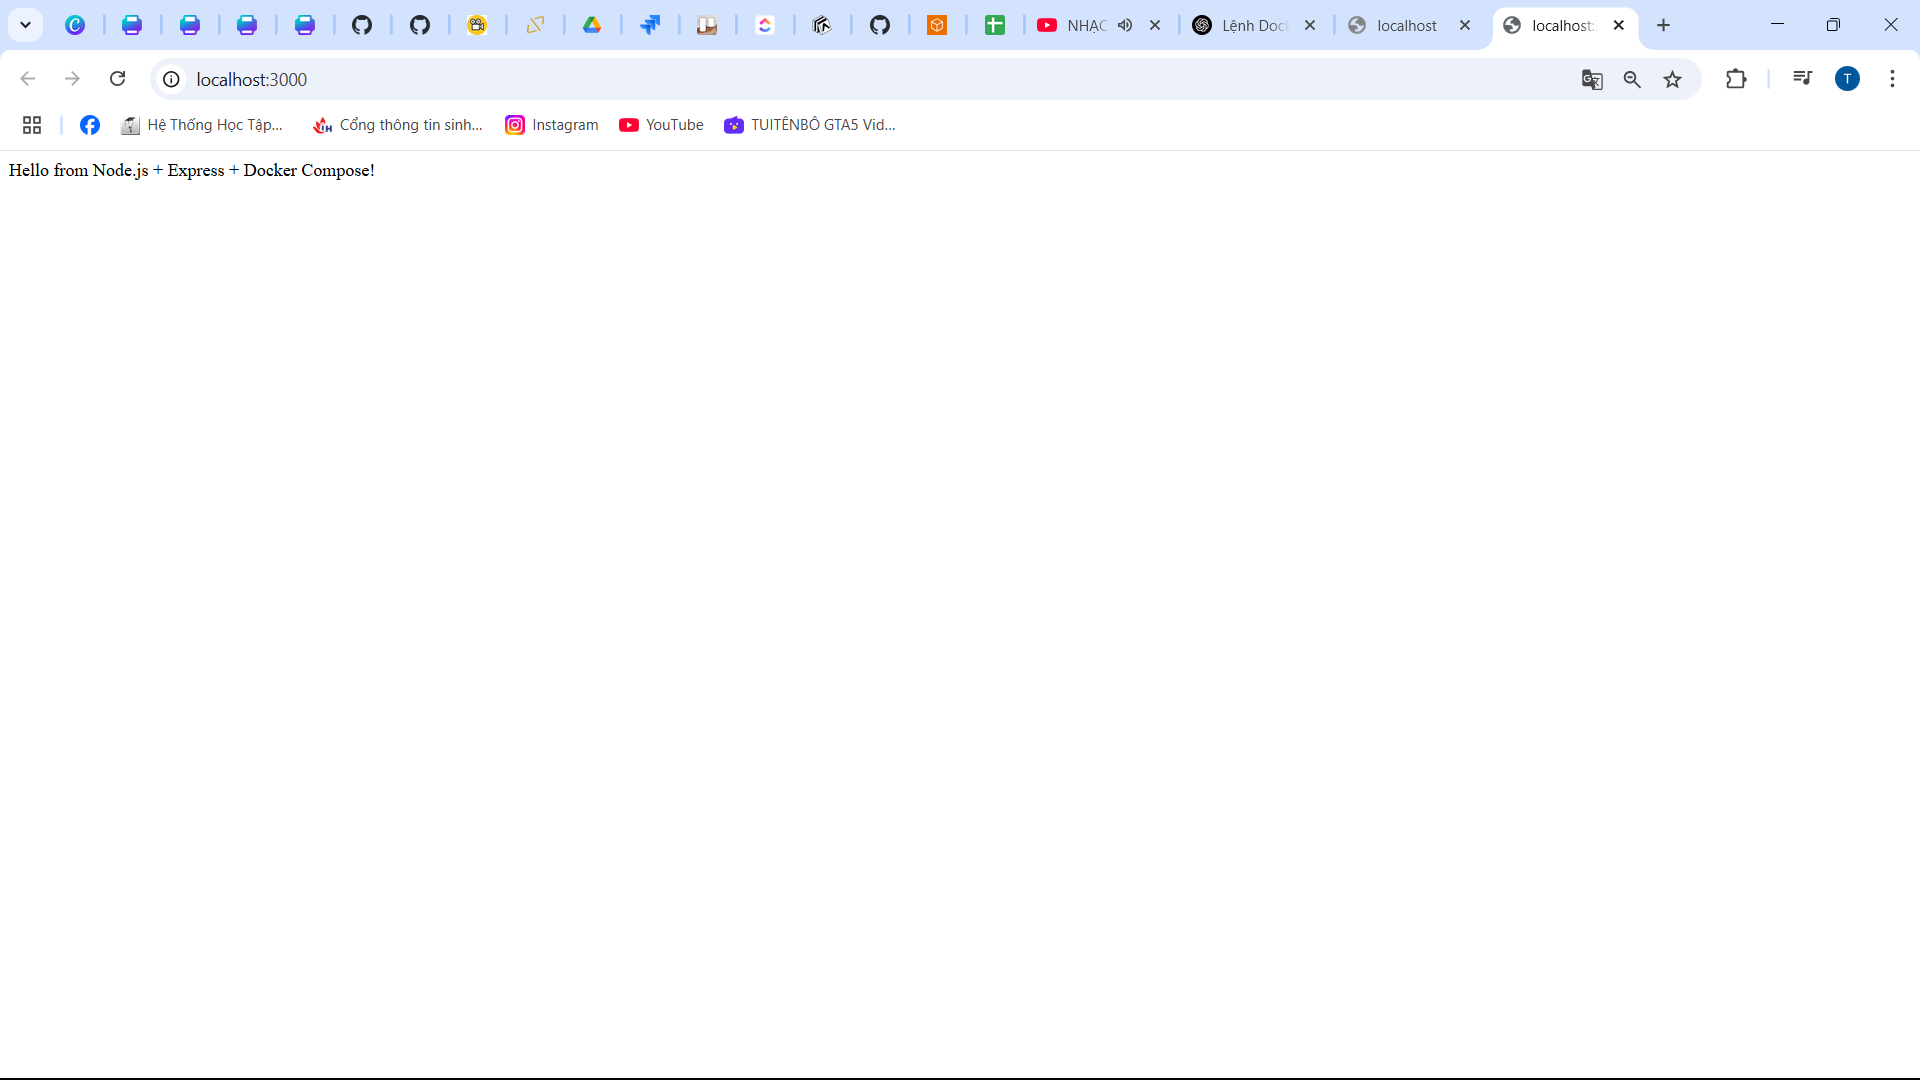 NHẠC
Lệnh Doc
localhost
localhost:
localhost:3000
T
Hệ Thống Học Tập...
Cổng thông tin sinh...
Instagram
YouTube
TUITÊNBÔ GTA5 Vid...
Hello from Node.js + Express + Docker Compose!